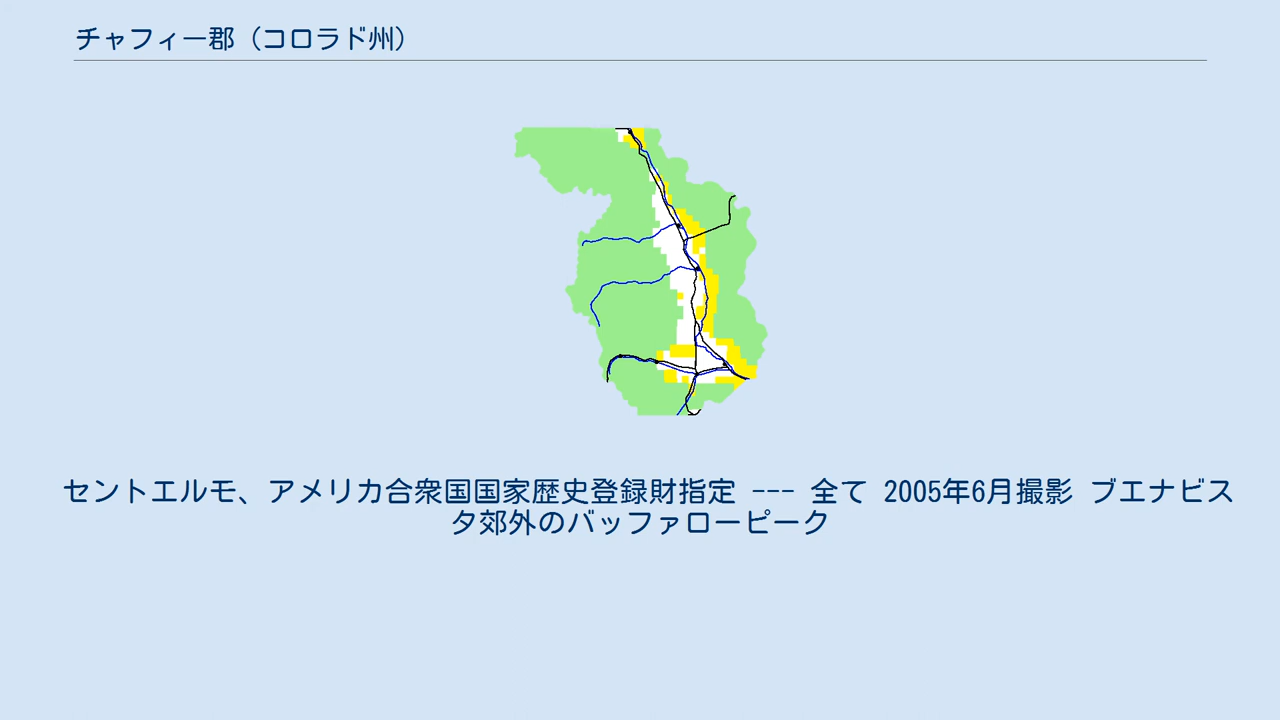 チャフィー郡（コロラド州）
セントエルモ、アメリカ合衆国国家歴史登録財指定 --- 全て 2005年6月撮影 ブエナビス
タ郊外のバッファローピーク